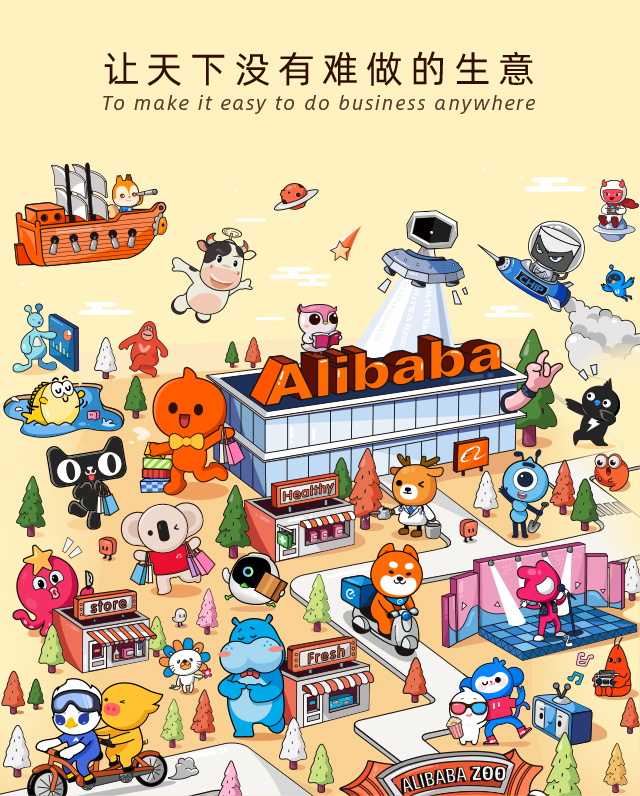 让天下没有难做的生意
To make it easy to do business anywhere
CHIP
Alibaba
Healthy
store
Fresh
ALIBABA ZOO